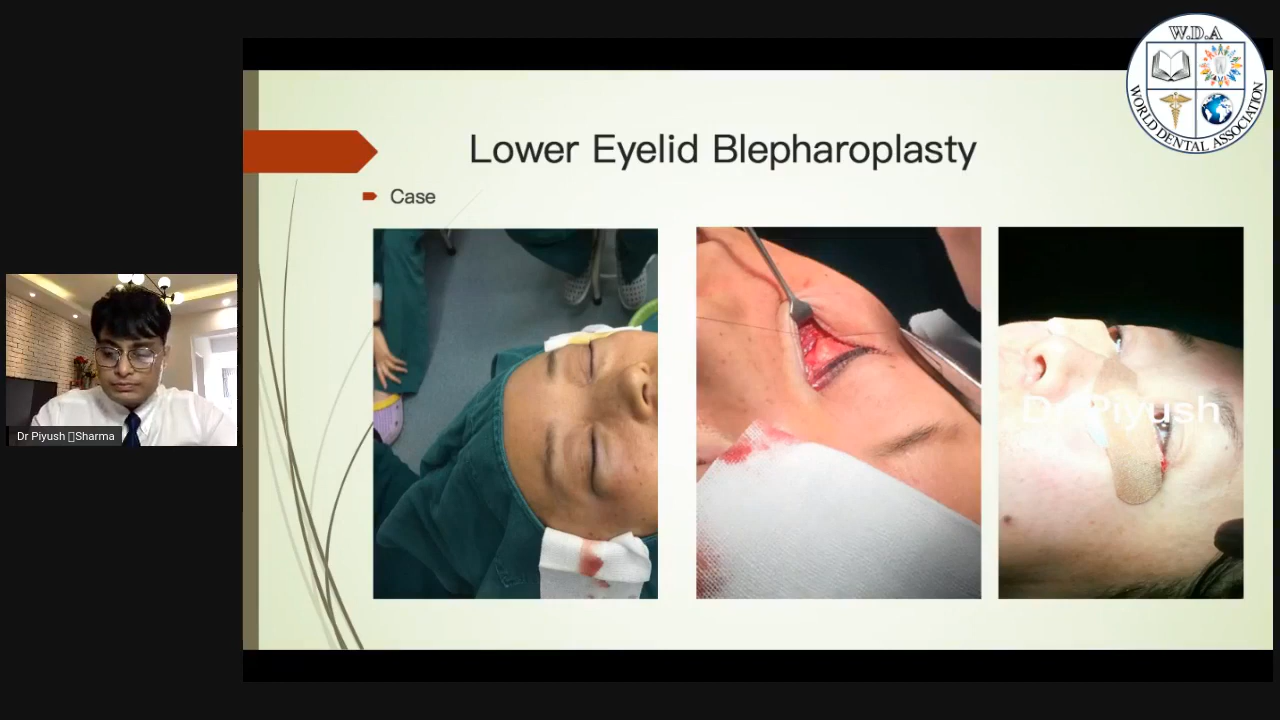 W.D.A
WORLD DENTAL ASSOCIATION
Lower Eyelid Blepharoplasty
Case
Dr Piyush
Dr Piyush ▯Sharma